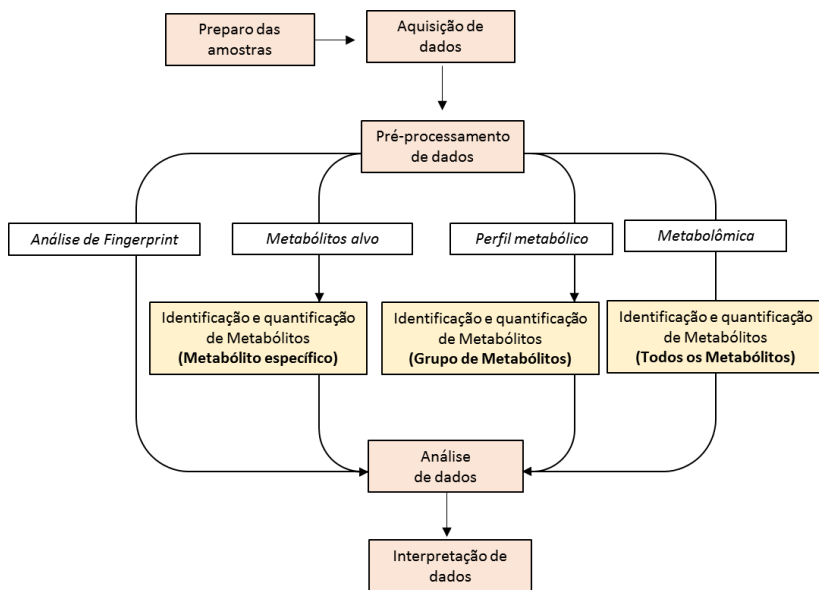 Preparo das
amostras
Aquisição de
dados
Pré-processamento
de dados
Análise de Fingerprint
Metabólitos alvo
Perfil metabólico
Metabolômica
Identificação e quantificação
de Metabólitos
(Metabólito específico)
Identificação e quantificação
de Metabólitos
(Grupo de Metabólitos)
Identificação e quantificação
de Metabólitos
(Todos os Metabólitos)
Análise
de dados
Interpretação de
dados